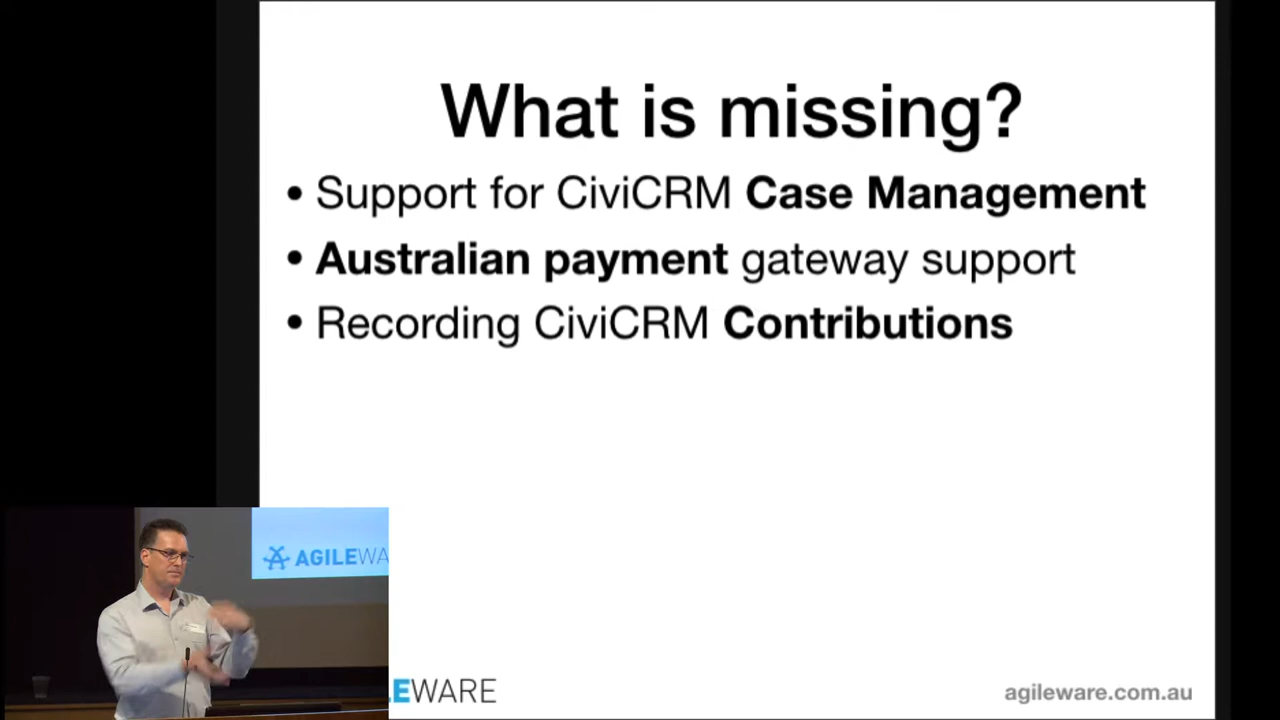 What is missing?
• Support for CiviCRM Case Management
• Australian payment gateway support
• Recording CiviCRM Contributions
AGILEWA
EWARE
agileware.com.au